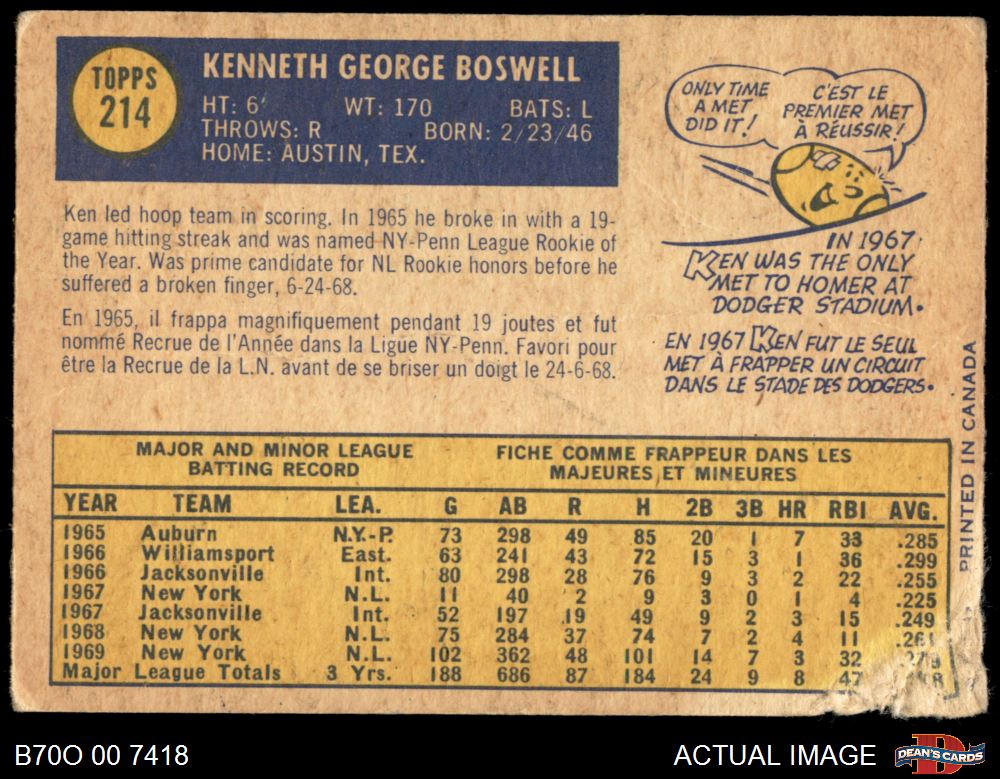 TOPPS
214
KENNETH GEORGE BOSWELL
HT: 6' WT: 170 BATS: L
THROWS: R BORN: 2/23/46
HOME: AUSTIN, TEX.
Ken led hoop team in scoring. In 1965 he broke in with a 19-
game hitting streak and was named NY-Penn League Rookie of
the Year. Was prime candidate for NL Rookie honors before he
suffered a broken finger, 6-24-68.
En 1965, il frappa magnifiquement pendant 19 joutes et fut
nommé Recrue de l'Année dans la Ligue NY-Penn. Favori pour
être la Recrue de la L.N. avant de se briser un doigt le 24-6-68.
ONLY TIME
A MET
DID IT!
C'EST LE
PREMIER MET
À RÉUSSIR!
IN 1967
KEN WAS THE ONLY
MET TO HOMER AT
DODGER STADIUM.
EN 1967 KEN FUT LE SEUL
MET À FRAPPER UN CIRCUIT
DANS LE STADE DES DODGERS.
PRINTED IN CANADA
MAJOR AND MINOR LEAGUE
BATTING RECORD
FICHE COMME FRAPPEUR DANS LES
MAJEURES ET MINEURES
YEAR TEAM LEA. G AB R H 2B 3B HR RBI AVG.
1965 Auburn N.Y.-P. 73 298 49 85 20 1 7 33 .285
1966 Williamsport East. 63 241 43 72 15 3 1 36 .299
1966 Jacksonville Int. 80 298 28 76 9 3 2 22 .255
1967 New York N.L. 11 40 2 9 3 0 1 4 .225
1967 Jacksonville Int. 52 197 19 49 9 2 3 15 .249
1968 New York N.L. 75 284 37 74 7 2 4 11 .261
1969 New York N.L. 102 362 48 101 14 7 3 32
Major League Totals 3 Yrs. 188 686 87 184 24 9 8 47
B70O 00 7418
ACTUAL IMAGE
DEAN'S CARDS